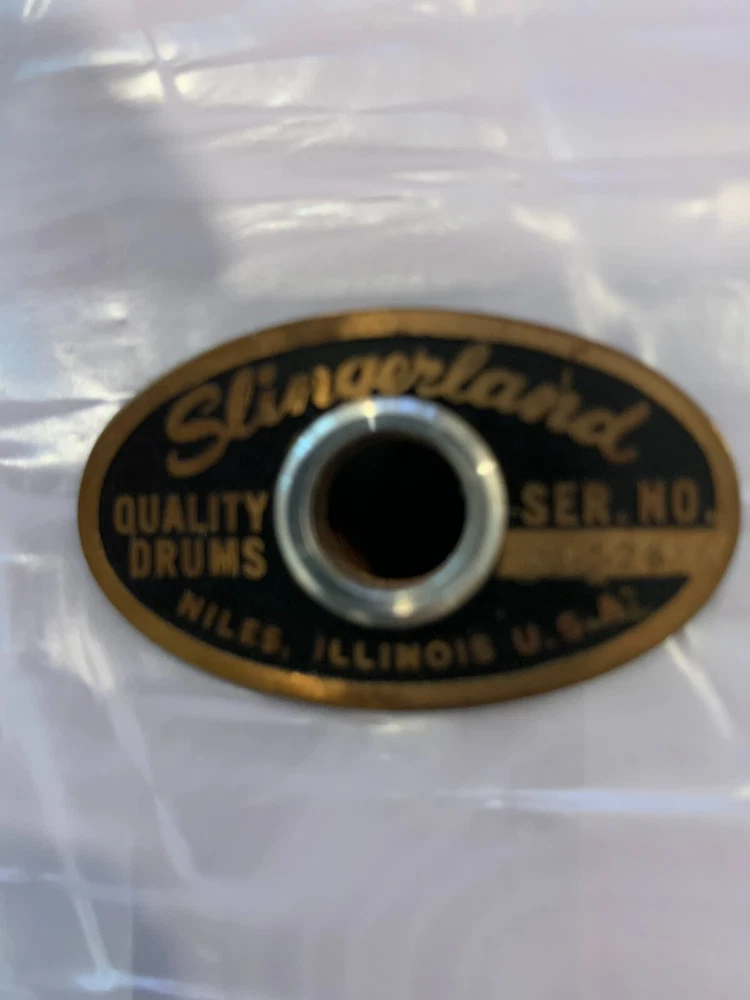 Slingerland
QUALITY
DRUMS
SER. NO.
NILES, ILLINOIS U.S.A.